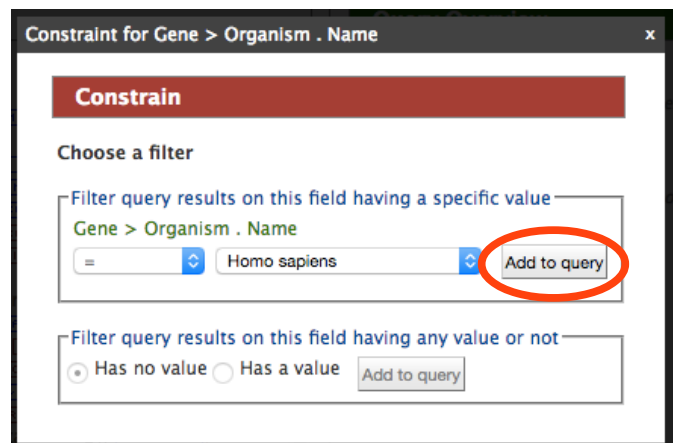 Constraint for Gene > Organism . Name x
Constrain
Choose a filter
Filter query results on this field having a specific value
Gene > Organism . Name
= Homo sapiens Add to query
Filter query results on this field having any value or not
Has no value Has a value Add to query